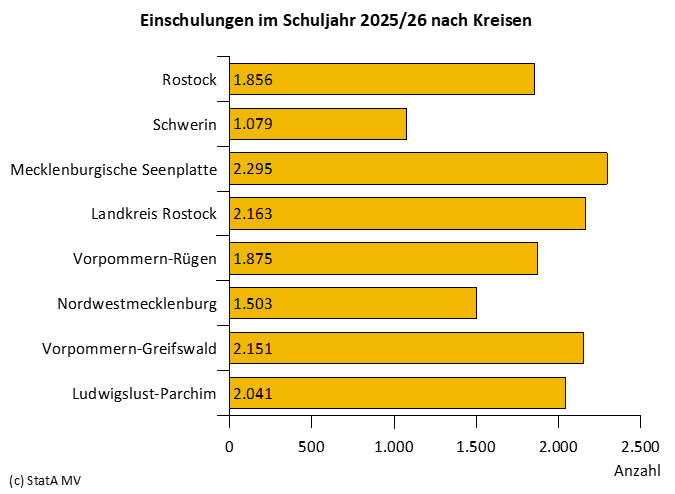 Einschulungen im Schuljahr 2025/26 nach Kreisen
Rostock 1.856
Schwerin 1.079
Mecklenburgische Seenplatte 2.295
Landkreis Rostock 2.163
Vorpommern-Rügen 1.875
Nordwestmecklenburg 1.503
Vorpommern-Greifswald 2.151
Ludwigslust-Parchim 2.041
0 500 1.000 1.500 2.000 2.500
Anzahl
(c) StatA MV